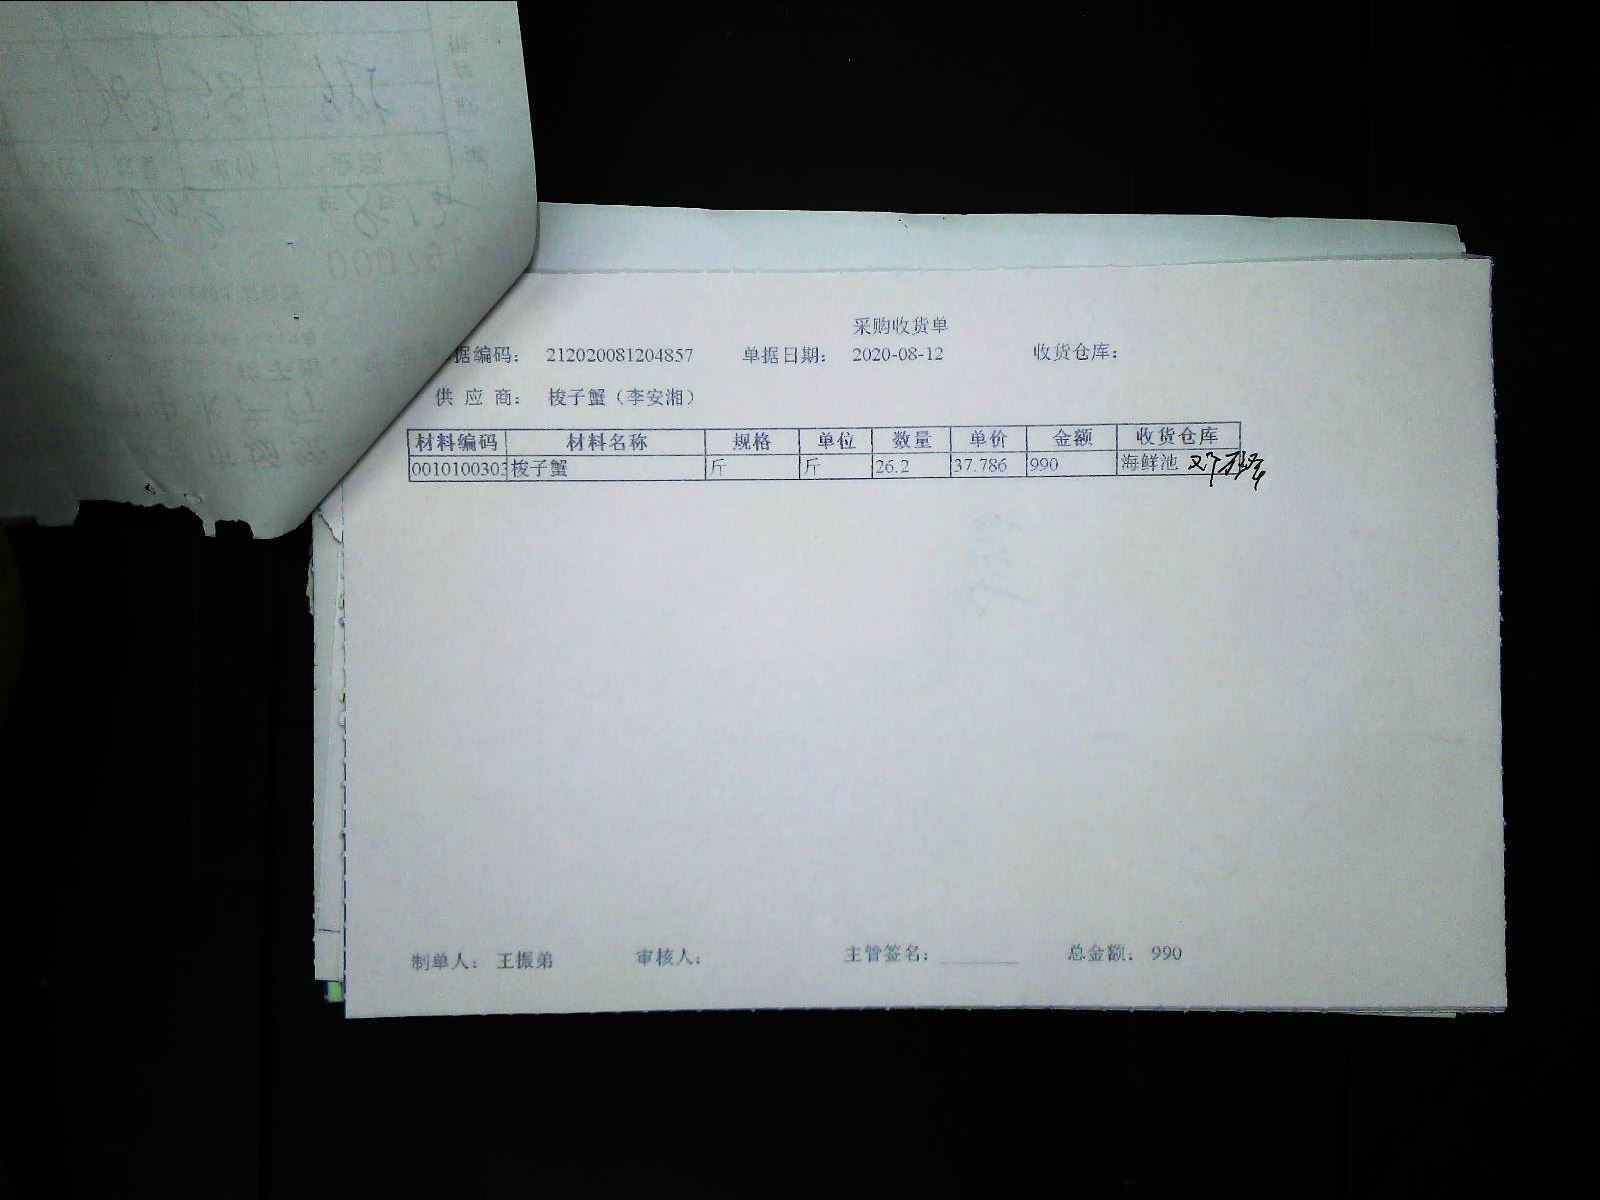 采购收货单
据编码： 212020081204857 单据日期： 2020-08-12 收货仓库：
供 应 商： 梭子蟹（李安湘）
材料编码 材料名称 规格 单位 数量 单价 金额 收货仓库
0010100303 梭子蟹 斤 斤 26.2 37.786 990 海鲜池
制单人： 王振弟 审核人： 主管签名： 总金额： 990